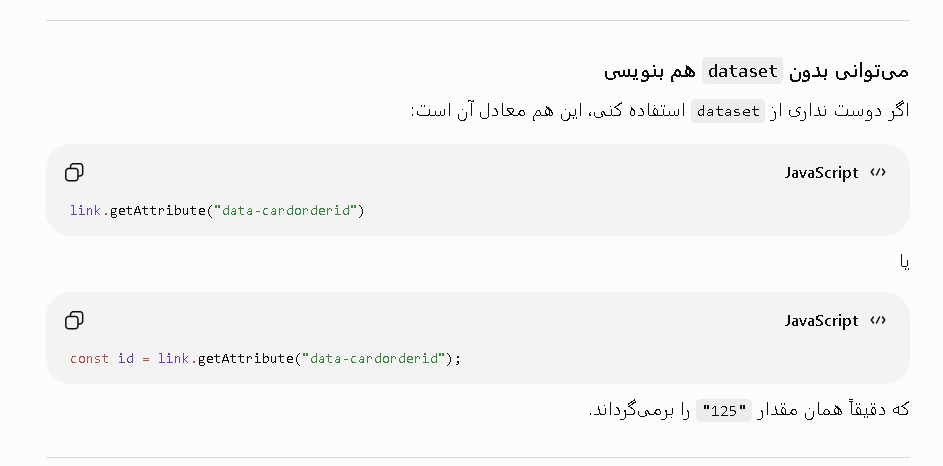 می‌توانی بدون dataset هم بنویسی
اگر دوست نداری از dataset استفاده کنی، این هم معادل آن است:
JavaScript
link.getAttribute("data-cardorderid")
یا
JavaScript
const id = link.getAttribute("data-cardorderid");
که دقیقاً همان مقدار "125" را برمی‌گرداند.